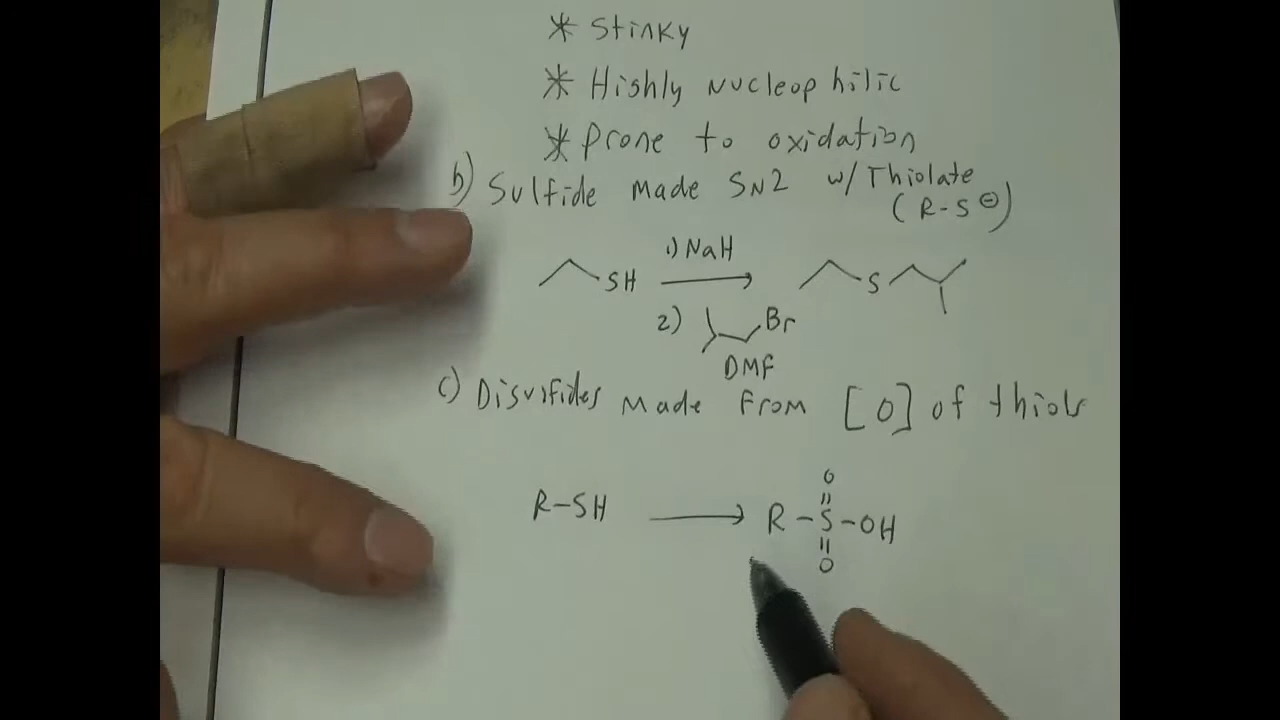 * Stinky
* Highly nucleophilic
* Prone to oxidation
b) Sulfide made SN2 w/ Thiolate
(R-S⊖)
SH 1) NaH S
2) Br
DMF
c) Disulfides made from [O] of thiols
O
R-SH → R-S-OH
O